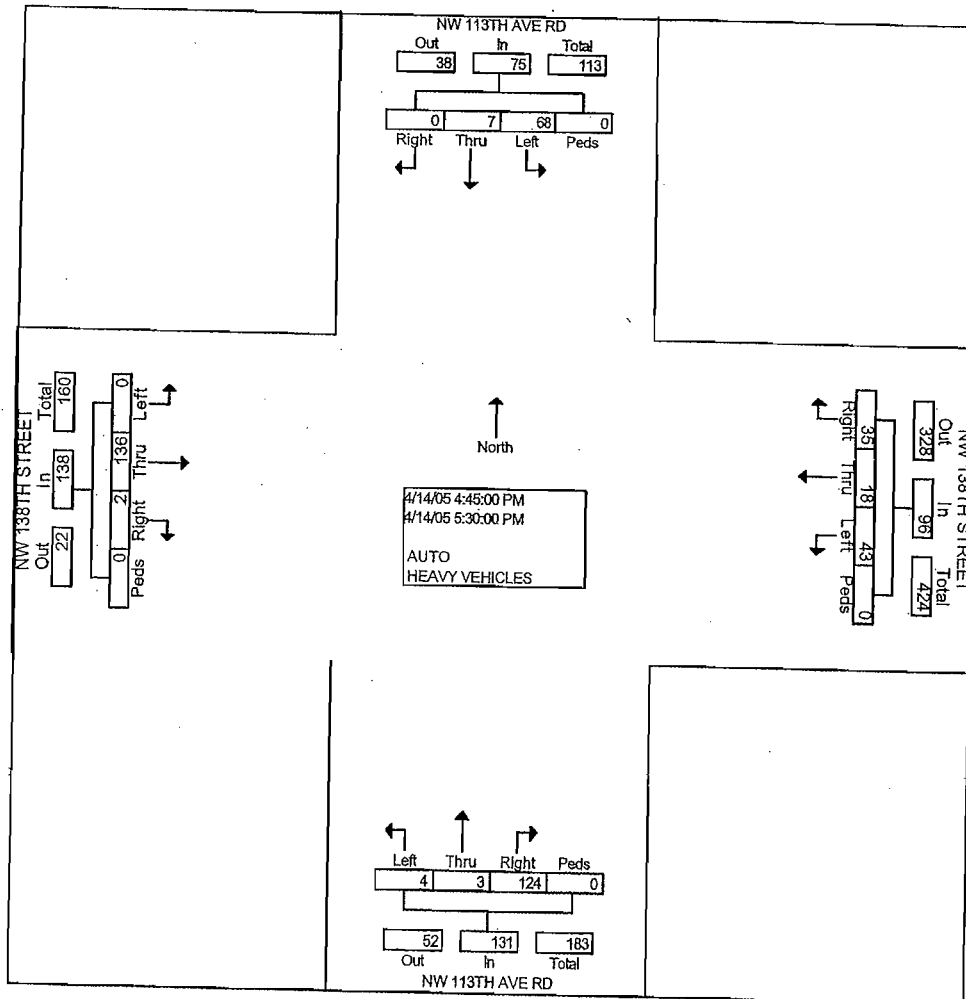 NW 113TH AVE RD
Out In Total
38 75 113
0 7 68 0
Right Thru Left Peds
NW 138TH STREET
Total In Out
160 138 22
0 136 2 0
Left Thru Right Peds
North
4/14/05 4:45:00 PM
4/14/05 5:30:00 PM
AUTO
HEAVY VEHICLES
NW 138TH STREET
Out In Total
328 96 424
35 18 43 0
Right Thru Left Peds
Left Thru Right Peds
4 3 124 0
52 131 183
Out In Total
NW 113TH AVE RD